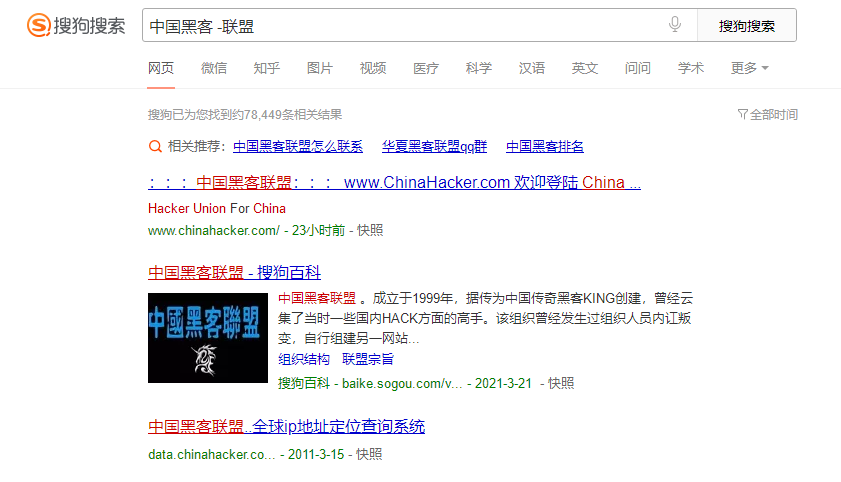 搜狗搜索 中国黑客 -联盟 搜狗搜索
网页 微信 知乎 图片 视频 医疗 科学 汉语 英文 问问 学术 更多
搜狗已为您找到约78,449条相关结果 全部时间
相关推荐: 中国黑客联盟怎么联系 华夏黑客联盟qq群 中国黑客排名
：：：中国黑客联盟：：： www.ChinaHacker.com 欢迎登陆 China ...
Hacker Union For China
www.chinahacker.com/ - 23小时前 - 快照
中国黑客联盟 - 搜狗百科
中國黑客聯盟
中国黑客联盟 。成立于1999年，据传为中国传奇黑客KING创建，曾经云
集了当时一些国内HACK方面的高手。该组织曾经发生过组织人员内讧叛
变，自行组建另一网站...
组织结构 联盟宗旨
搜狗百科 - baike.sogou.com/v... - 2021-3-21 - 快照
中国黑客联盟..全球ip地址定位查询系统
data.chinahacker.co... - 2011-3-15 - 快照